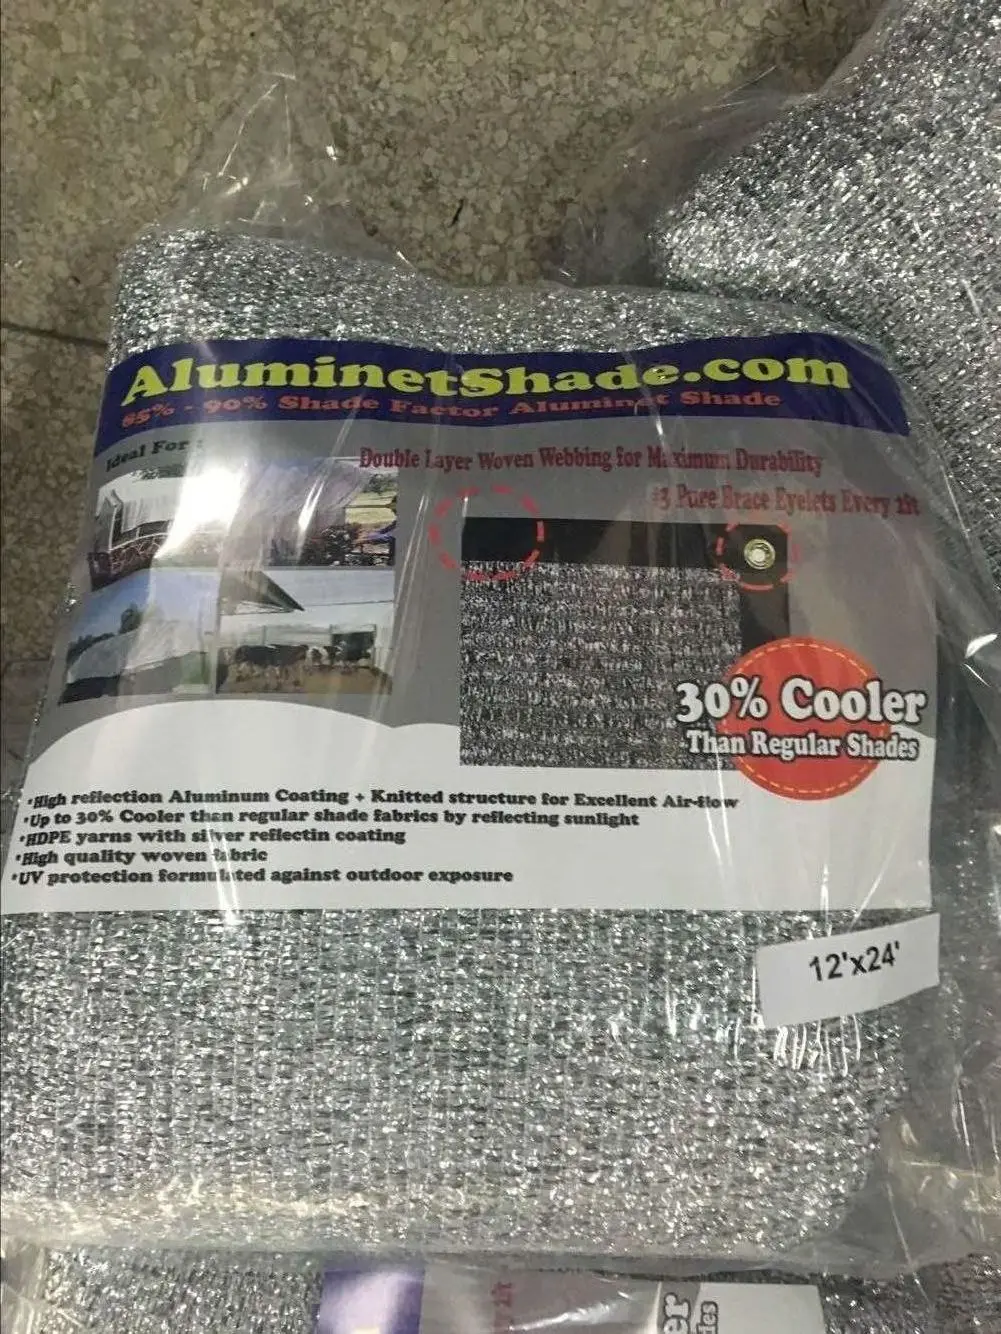 AluminetShade.com
85% - 90% Shade Factor Aluminet Shade
Ideal For :
Double Layer Woven Webbing for Maximum Durability
#3 Pure Brace Eyelets Every 2ft
30% Cooler
Than Regular Shades
•High reflection Aluminum Coating + Knitted structure for Excellent Air-flow
•Up to 30% Cooler than regular shade fabrics by reflecting sunlight
•HDPE yarns with silver reflectin coating
•High quality woven fabric
•UV protection formulated against outdoor exposure
12'x24'